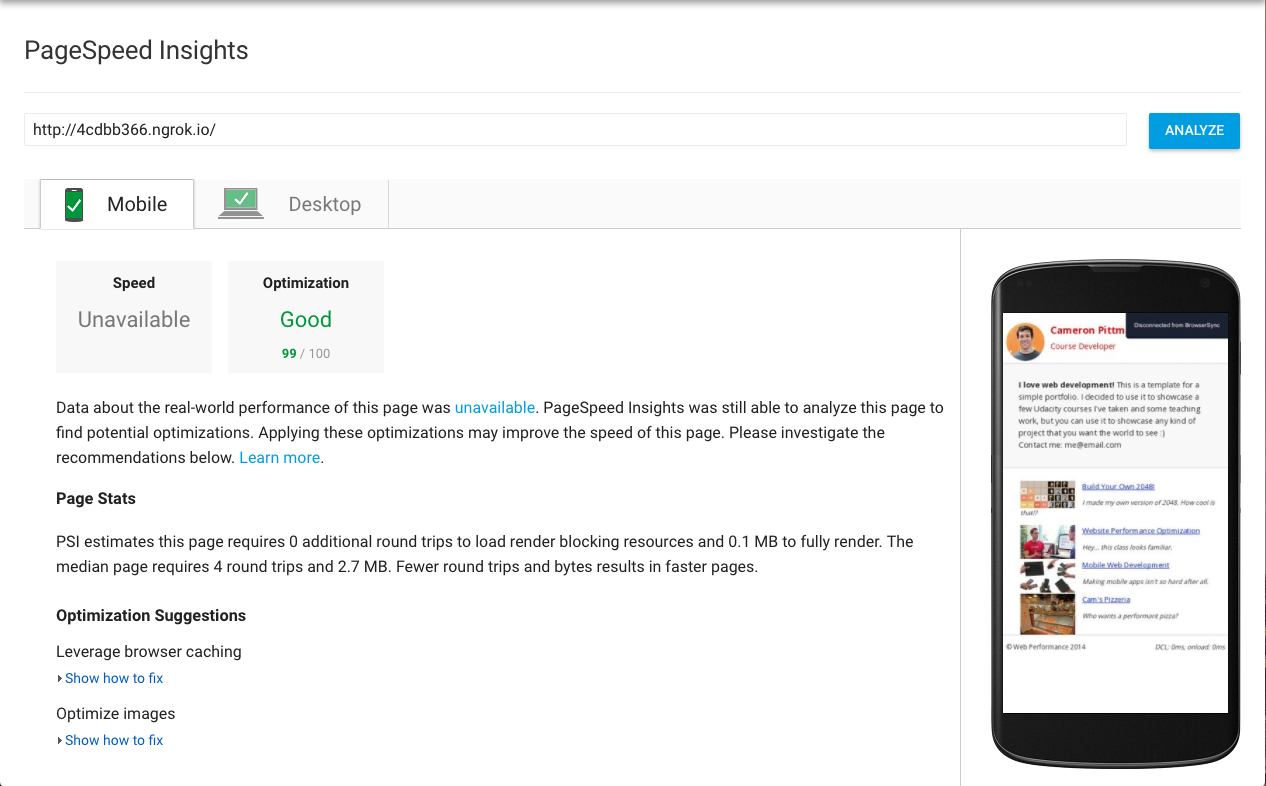 PageSpeed Insights
http://4cdbb366.ngrok.io/
ANALYZE
Mobile
Desktop
Speed
Unavailable
Optimization
Good
99 / 100
Data about the real-world performance of this page was unavailable. PageSpeed Insights was still able to analyze this page to
find potential optimizations. Applying these optimizations may improve the speed of this page. Please investigate the
recommendations below. Learn more.
Page Stats
PSI estimates this page requires 0 additional round trips to load render blocking resources and 0.1 MB to fully render. The
median page requires 4 round trips and 2.7 MB. Fewer round trips and bytes results in faster pages.
Optimization Suggestions
Leverage browser caching
Show how to fix
Optimize images
Show how to fix
Cameron Pittm
Disconnected from BrowserSync
Course Developer
I love web development! This is a template for a
simple portfolio. I decided to use it to showcase a
few Udacity courses I've taken and some teaching
work, but you can use it to showcase any kind of
project that you want the world to see :)
Contact me: me@email.com
Build Your Own 2048!
I made my own version of 2048. How cool is
that!?
Website Performance Optimization
Hey... this class looks familiar.
Mobile Web Development
Making mobile apps isn't so hard after all.
Cam's Pizzeria
Who wants a performant pizza?
© Web Performance 2014
DCL: 0ms, onload: 0ms